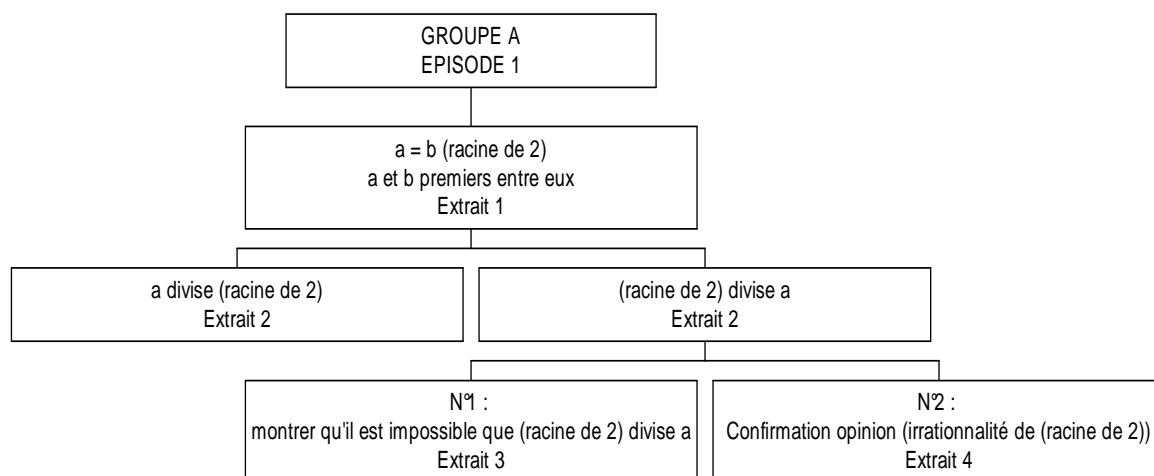 GROUPE A
EPISODE 1
a = b (racine de 2)
a et b premiers entre eux
Extrait 1
a divise (racine de 2)
Extrait 2
(racine de 2) divise a
Extrait 2
N°1 :
montrer qu'il est impossible que (racine de 2) divise a
Extrait 3
N°2 :
Confirmation opinion (irrationnalité de (racine de 2))
Extrait 4